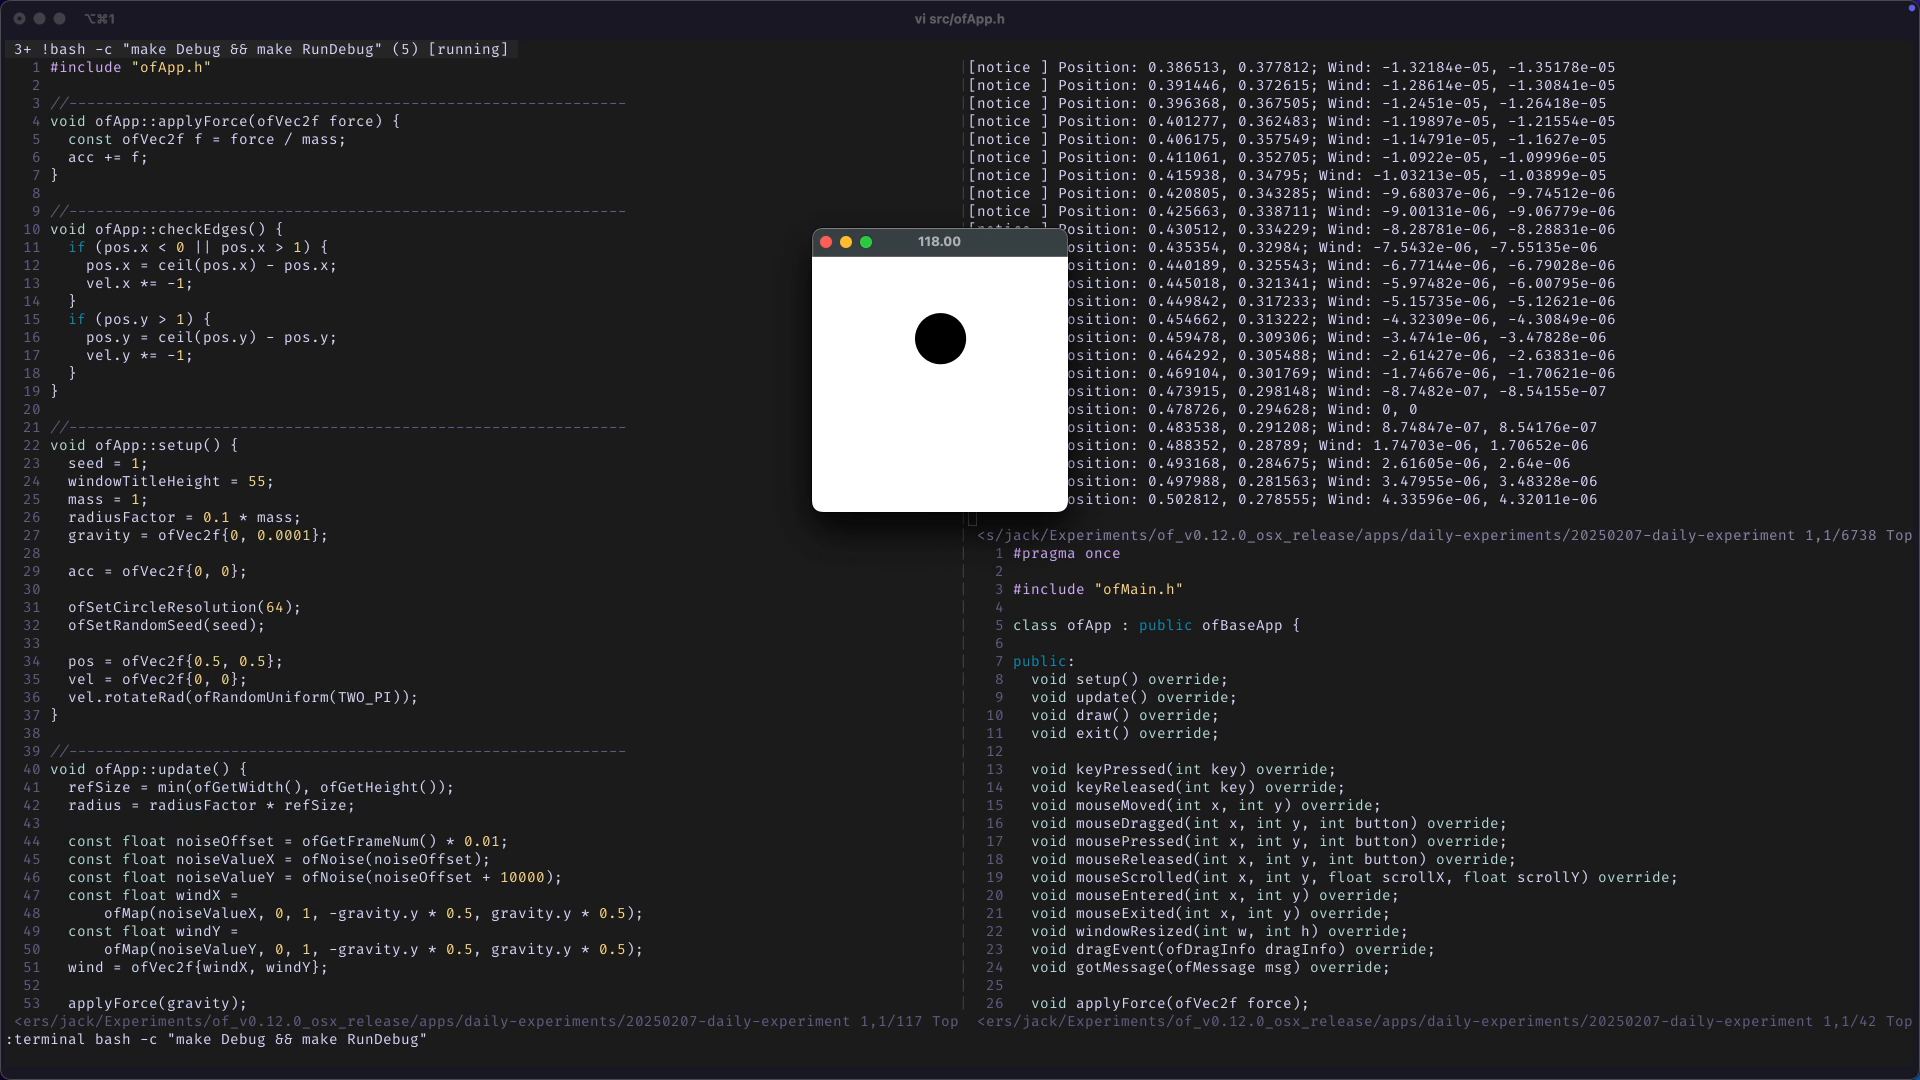 ⌥⌘1
vi src/ofApp.h
3+ !bash -c "make Debug && make RunDebug" (5) [running]
1 #include "ofApp.h"
2
3 //--------------------------------------------------------------
4 void ofApp::applyForce(ofVec2f force) {
5   const ofVec2f f = force / mass;
6   acc += f;
7 }
8
9 //--------------------------------------------------------------
10 void ofApp::checkEdges() {
11   if (pos.x < 0 || pos.x > 1) {
12     pos.x = ceil(pos.x) - pos.x;
13     vel.x *= -1;
14   }
15   if (pos.y > 1) {
16     pos.y = ceil(pos.y) - pos.y;
17     vel.y *= -1;
18   }
19 }
20
21 //--------------------------------------------------------------
22 void ofApp::setup() {
23   seed = 1;
24   windowTitleHeight = 55;
25   mass = 1;
26   radiusFactor = 0.1 * mass;
27   gravity = ofVec2f{0, 0.0001};
28
29   acc = ofVec2f{0, 0};
30
31   ofSetCircleResolution(64);
32   ofSetRandomSeed(seed);
33
34   pos = ofVec2f{0.5, 0.5};
35   vel = ofVec2f{0, 0};
36   vel.rotateRad(ofRandomUniform(TWO_PI));
37 }
38
39 //--------------------------------------------------------------
40 void ofApp::update() {
41   refSize = min(ofGetWidth(), ofGetHeight());
42   radius = radiusFactor * refSize;
43
44   const float noiseOffset = ofGetFrameNum() * 0.01;
45   const float noiseValueX = ofNoise(noiseOffset);
46   const float noiseValueY = ofNoise(noiseOffset + 10000);
47   const float windX =
48       ofMap(noiseValueX, 0, 1, -gravity.y * 0.5, gravity.y * 0.5);
49   const float windY =
50       ofMap(noiseValueY, 0, 1, -gravity.y * 0.5, gravity.y * 0.5);
51   wind = ofVec2f{windX, windY};
52
53   applyForce(gravity);
<ers/jack/Experiments/of_v0.12.0_osx_release/apps/daily-experiments/20250207-daily-experiment 1,1/117 Top
:terminal bash -c "make Debug && make RunDebug"
118.00
[notice ] Position: 0.386513, 0.377812; Wind: -1.32184e-05, -1.35178e-05
[notice ] Position: 0.391446, 0.372615; Wind: -1.28614e-05, -1.30841e-05
[notice ] Position: 0.396368, 0.367505; Wind: -1.2451e-05, -1.26418e-05
[notice ] Position: 0.401277, 0.362483; Wind: -1.19897e-05, -1.21554e-05
[notice ] Position: 0.406175, 0.357549; Wind: -1.14791e-05, -1.1627e-05
[notice ] Position: 0.411061, 0.352705; Wind: -1.0922e-05, -1.09996e-05
[notice ] Position: 0.415938, 0.34795; Wind: -1.03213e-05, -1.03899e-05
[notice ] Position: 0.420805, 0.343285; Wind: -9.68037e-06, -9.74512e-06
[notice ] Position: 0.425663, 0.338711; Wind: -9.00131e-06, -9.06779e-06
[notice ] Position: 0.430512, 0.334229; Wind: -8.28781e-06, -8.28831e-06
osition: 0.435354, 0.32984; Wind: -7.5432e-06, -7.55135e-06
osition: 0.440189, 0.325543; Wind: -6.77144e-06, -6.79028e-06
osition: 0.445018, 0.321341; Wind: -5.97482e-06, -6.00795e-06
osition: 0.449842, 0.317233; Wind: -5.15735e-06, -5.12621e-06
osition: 0.454662, 0.313222; Wind: -4.32309e-06, -4.30849e-06
osition: 0.459478, 0.309306; Wind: -3.4741e-06, -3.47828e-06
osition: 0.464292, 0.305488; Wind: -2.61427e-06, -2.63831e-06
osition: 0.469104, 0.301769; Wind: -1.74667e-06, -1.70621e-06
osition: 0.473915, 0.298148; Wind: -8.7482e-07, -8.54155e-07
osition: 0.478726, 0.294628; Wind: 0, 0
osition: 0.483538, 0.291208; Wind: 8.74847e-07, 8.54176e-07
osition: 0.488352, 0.28789; Wind: 1.74703e-06, 1.70652e-06
osition: 0.493168, 0.284675; Wind: 2.61605e-06, 2.64e-06
osition: 0.497988, 0.281563; Wind: 3.47955e-06, 3.48328e-06
osition: 0.502812, 0.278555; Wind: 4.33596e-06, 4.32011e-06
<s/jack/Experiments/of_v0.12.0_osx_release/apps/daily-experiments/20250207-daily-experiment 1,1/6738 Top
1 #pragma once
2
3 #include "ofMain.h"
4
5 class ofApp : public ofBaseApp {
6
7 public:
8   void setup() override;
9   void update() override;
10   void draw() override;
11   void exit() override;
12
13   void keyPressed(int key) override;
14   void keyReleased(int key) override;
15   void mouseMoved(int x, int y) override;
16   void mouseDragged(int x, int y, int button) override;
17   void mousePressed(int x, int y, int button) override;
18   void mouseReleased(int x, int y, int button) override;
19   void mouseScrolled(int x, int y, float scrollX, float scrollY) override;
20   void mouseEntered(int x, int y) override;
21   void mouseExited(int x, int y) override;
22   void windowResized(int w, int h) override;
23   void dragEvent(ofDragInfo dragInfo) override;
24   void gotMessage(ofMessage msg) override;
25
26   void applyForce(ofVec2f force);
<ers/jack/Experiments/of_v0.12.0_osx_release/apps/daily-experiments/20250207-daily-experiment 1,1/42 Top